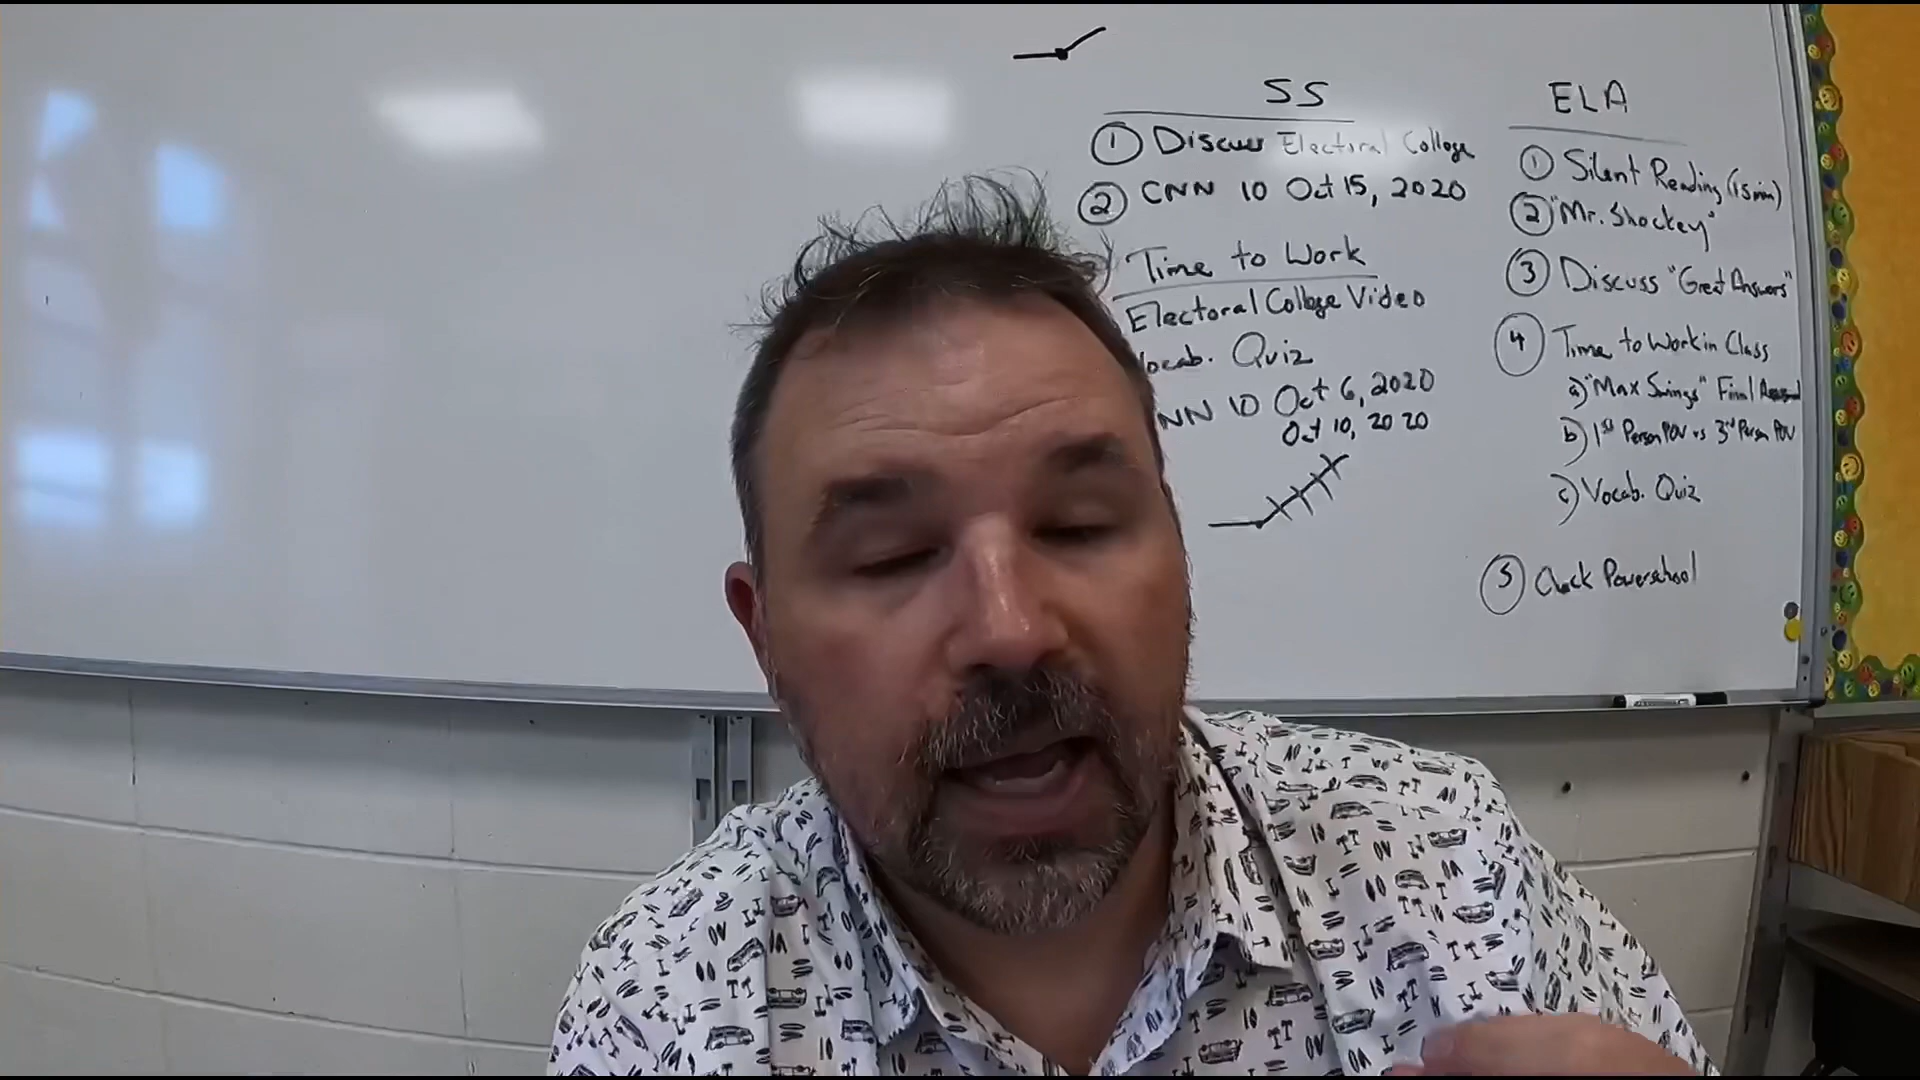 SS
① Discuss Electoral College
② CNN 10 Oct 15, 2020
Time to Work
Electoral College Video
Vocab. Quiz
CNN 10 Oct 6, 2020
Oct 10, 2020
ELA
① Silent Reading (15 min)
② "Mr. Shockey"
③ Discuss "Great Answers"
④ Time to Work in Class
a) "Max Swings" Final
b) 1st Person POV vs 3rd Person POV
c) Vocab. Quiz
⑤ Check Powerschool